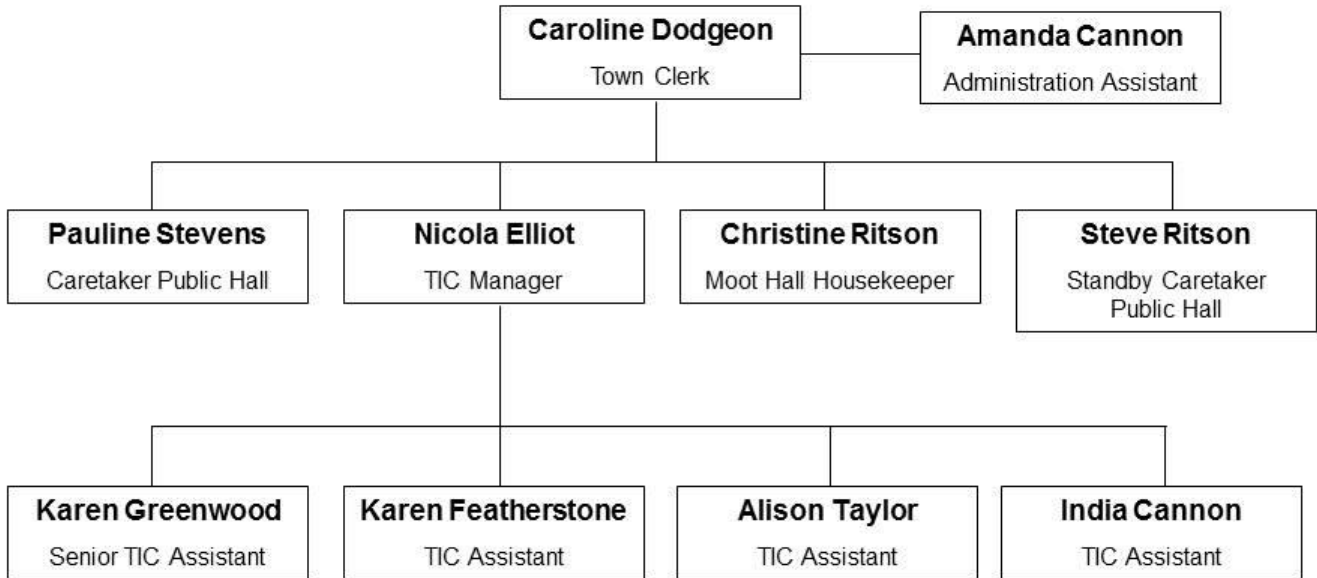 Caroline Dodgeon
Town Clerk
Amanda Cannon
Administration Assistant
Pauline Stevens
Caretaker Public Hall
Nicola Elliot
TIC Manager
Christine Ritson
Moot Hall Housekeeper
Steve Ritson
Standby Caretaker
Public Hall
Karen Greenwood
Senior TIC Assistant
Karen Featherstone
TIC Assistant
Alison Taylor
TIC Assistant
India Cannon
TIC Assistant